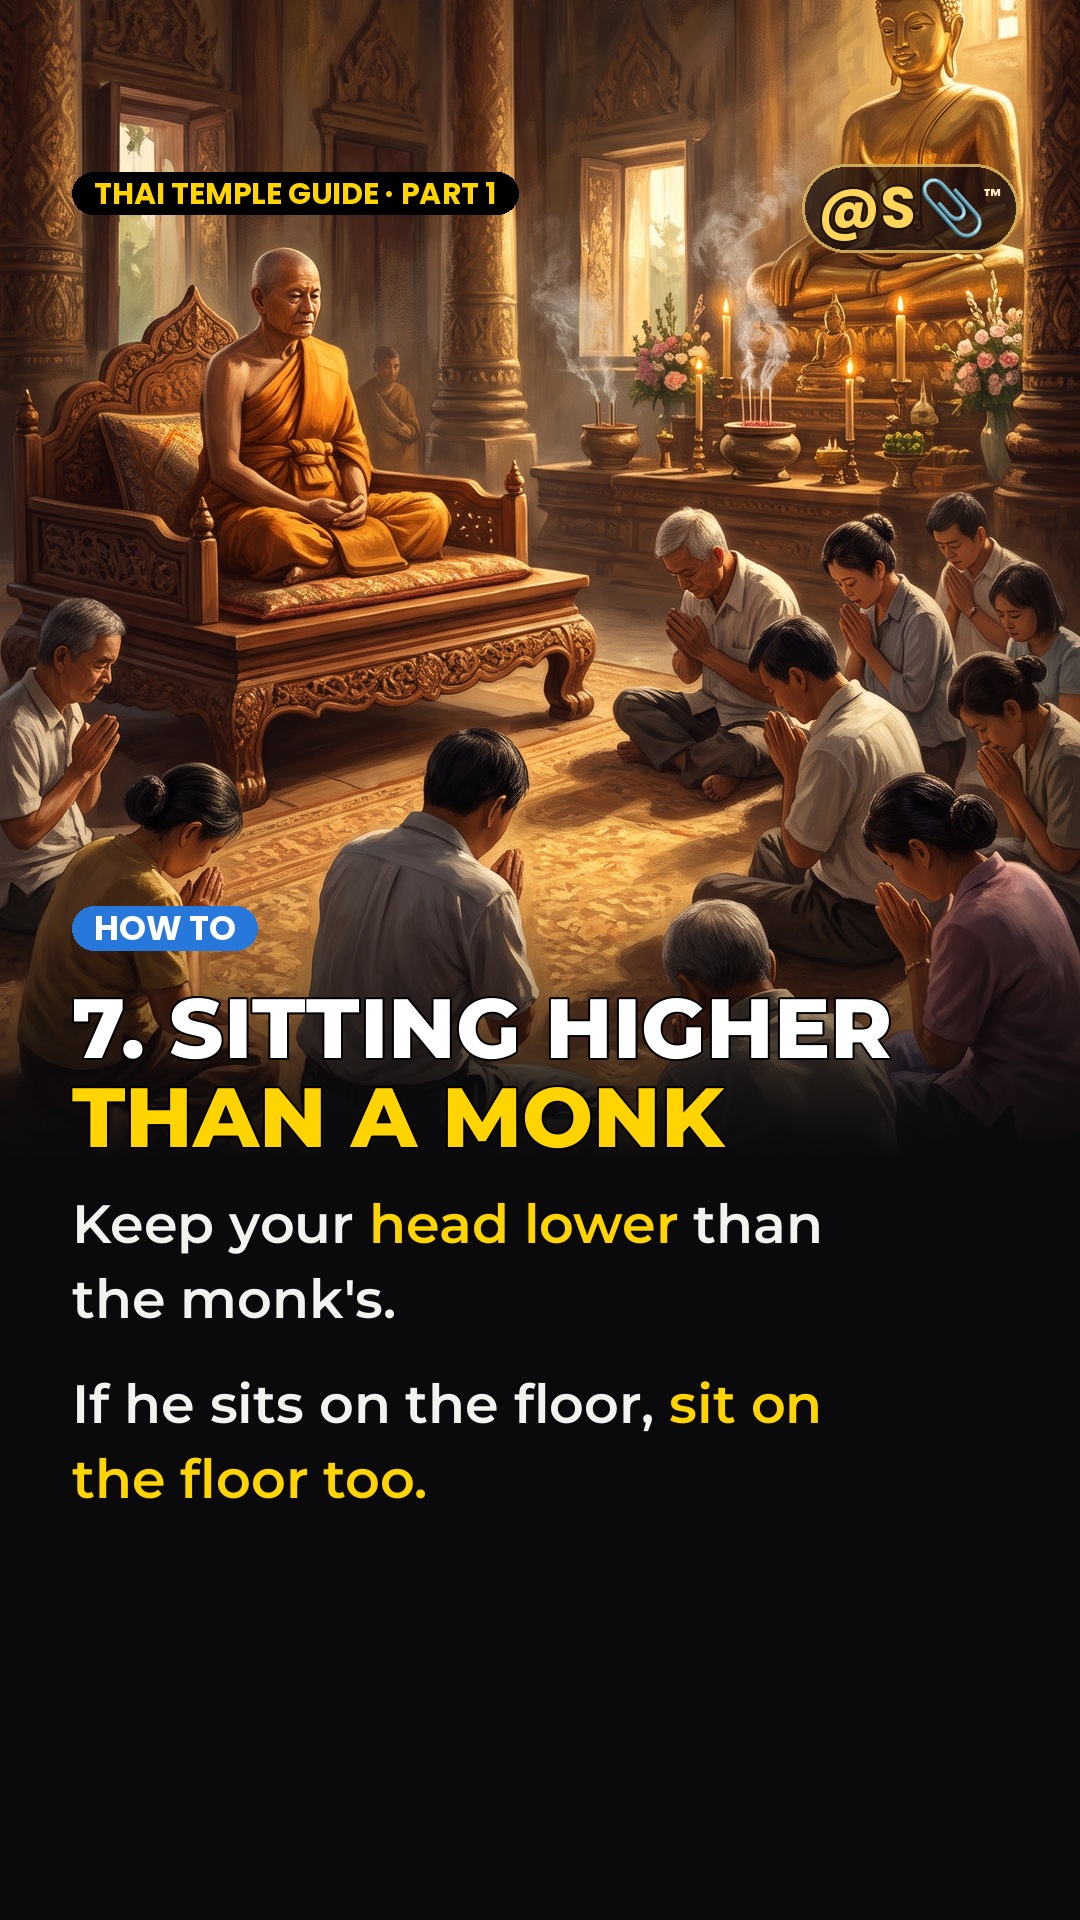 THAI TEMPLE GUIDE · PART 1
@S📎™
HOW TO
7. SITTING HIGHER
THAN A MONK
Keep your head lower than
the monk's.
If he sits on the floor, sit on
the floor too.